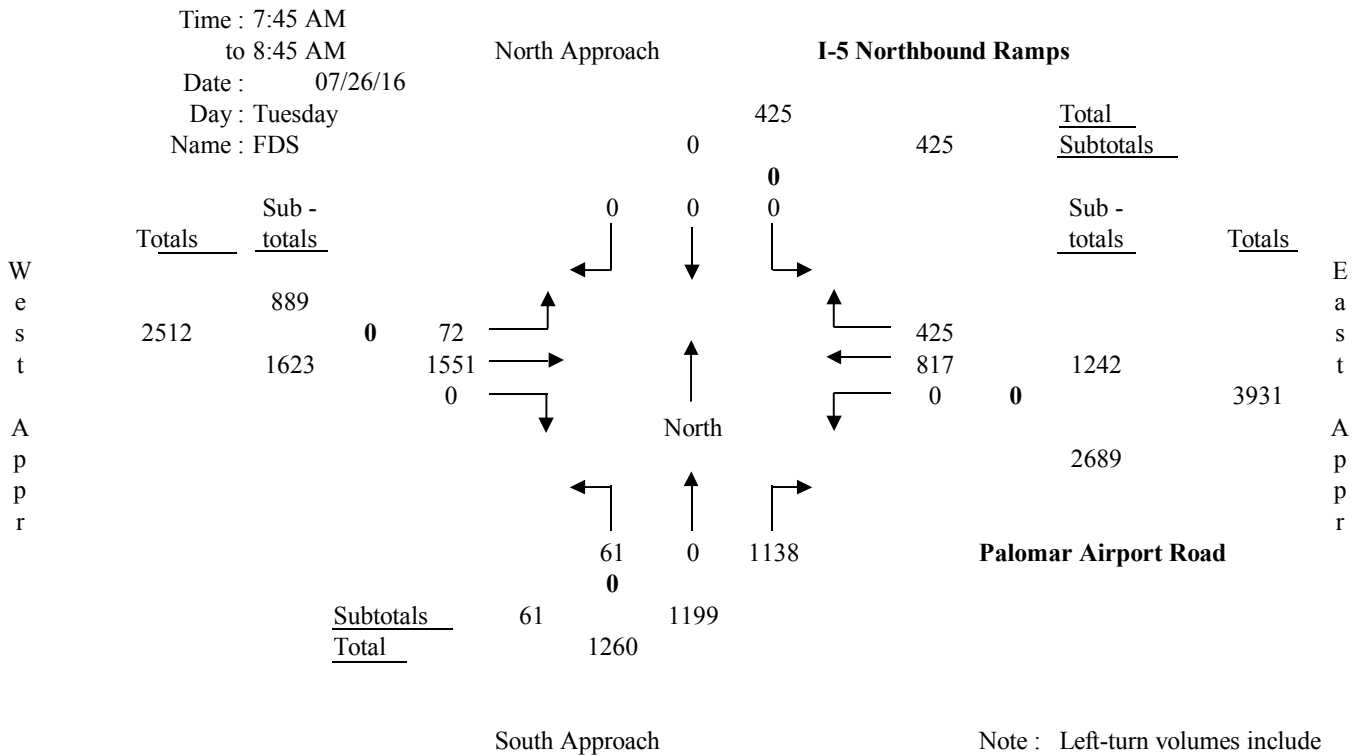 Time : 7:45 AM
to 8:45 AM North Approach I-5 Northbound Ramps
Date : 07/26/16
Day : Tuesday 425 Total
Name : FDS 0 425 Subtotals
0
Sub - 0 0 0 Sub -
Totals totals totals Totals
W E
e 889 a
s 2512 0 72 425 s
t 1623 1551 817 1242 t
0 0 0 3931
A North A
p 2689 p
p p
r r
61 0 1138 Palomar Airport Road
0
Subtotals 61 1199
Total 1260
South Approach Note : Left-turn volumes include